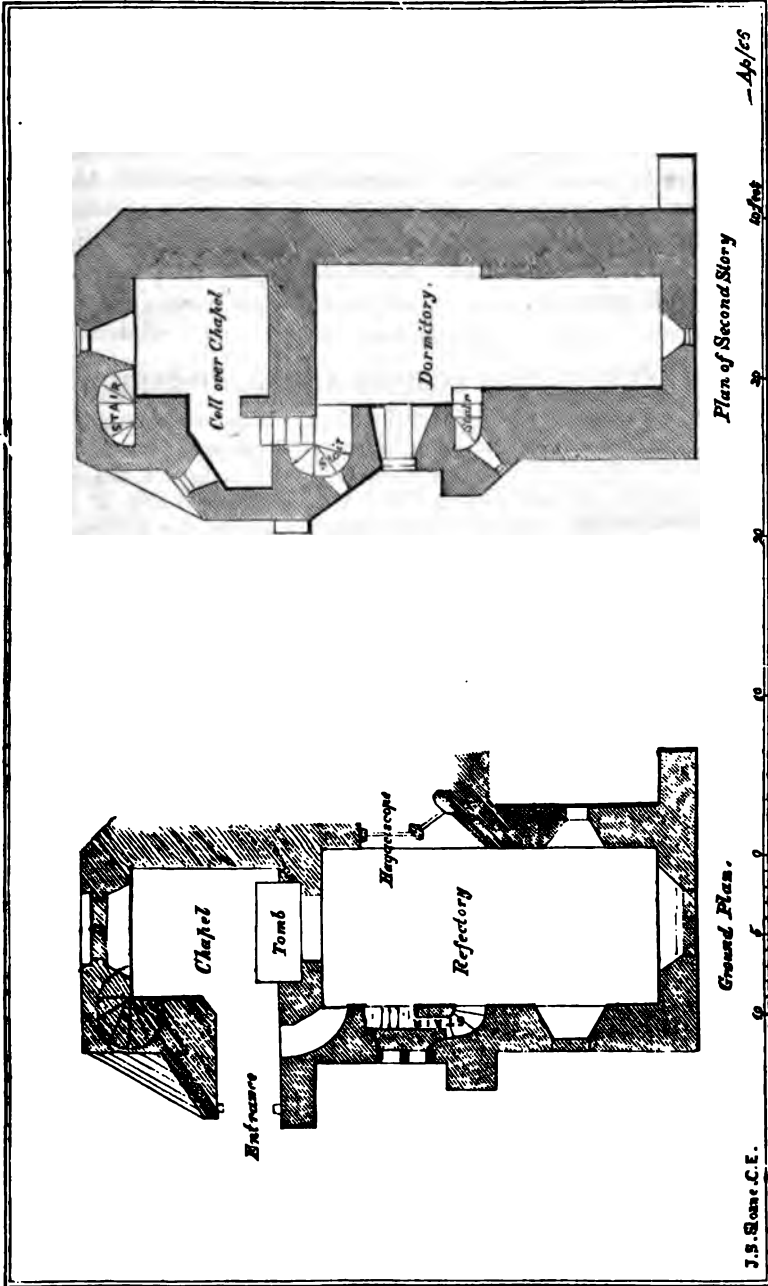 Entrance
Chapel
Tomb
Refectory
Hagioscope
Ground Plan.
STAIR
Cell over Chapel
Stair
Dormitory.
Stair
Plan of Second Story
10
5
0
10
20
30
40 feet
J.S. Sloane. C.E.